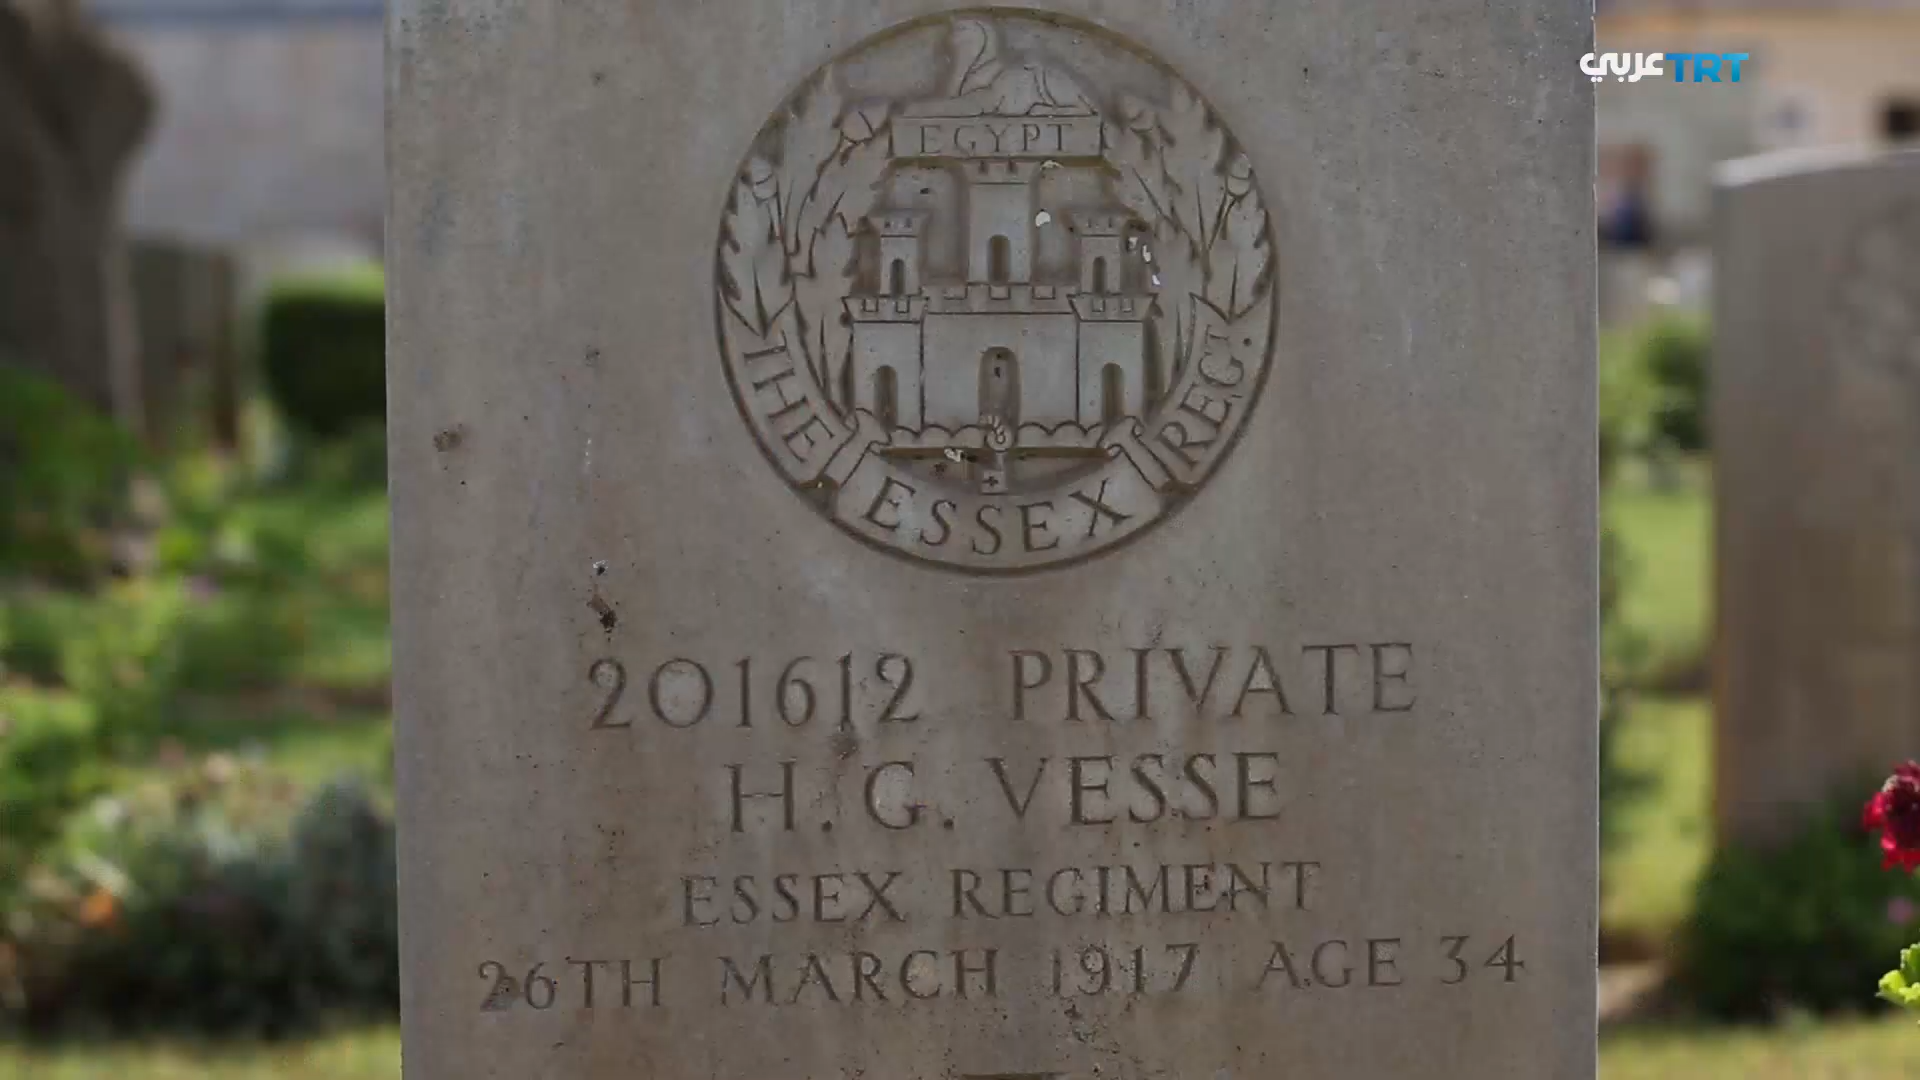 TRT عربي
EGYPT
THE ESSEX REGT.
201612 PRIVATE
H. G. VESSE
ESSEX REGIMENT
26TH MARCH 1917 AGE 34